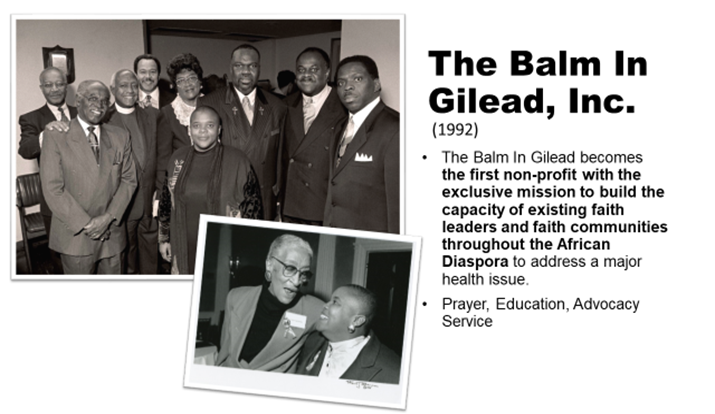 The Balm In
Gilead, Inc.
(1992)
• The Balm In Gilead becomes
the first non-profit with the
exclusive mission to build the
capacity of existing faith
leaders and faith communities
throughout the African
Diaspora to address a major
health issue.
• Prayer, Education, Advocacy
Service